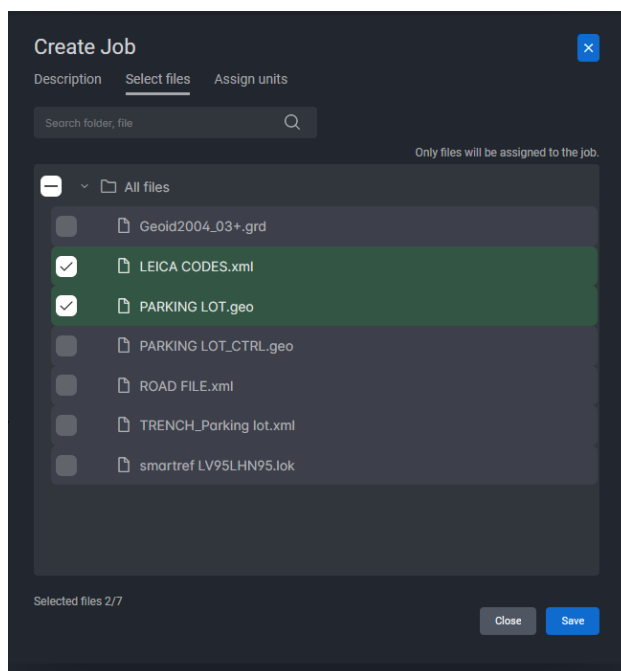 Create Job
Description Select files Assign units
Search folder, file
Only files will be assigned to the job.
All files
Geoid2004_03+.grd
LEICA CODES.xml
PARKING LOT.geo
PARKING LOT_CTRL.geo
ROAD FILE.xml
TRENCH_Parking lot.xml
smartref LV95LHN95.lok
Selected files 2/7
Close Save